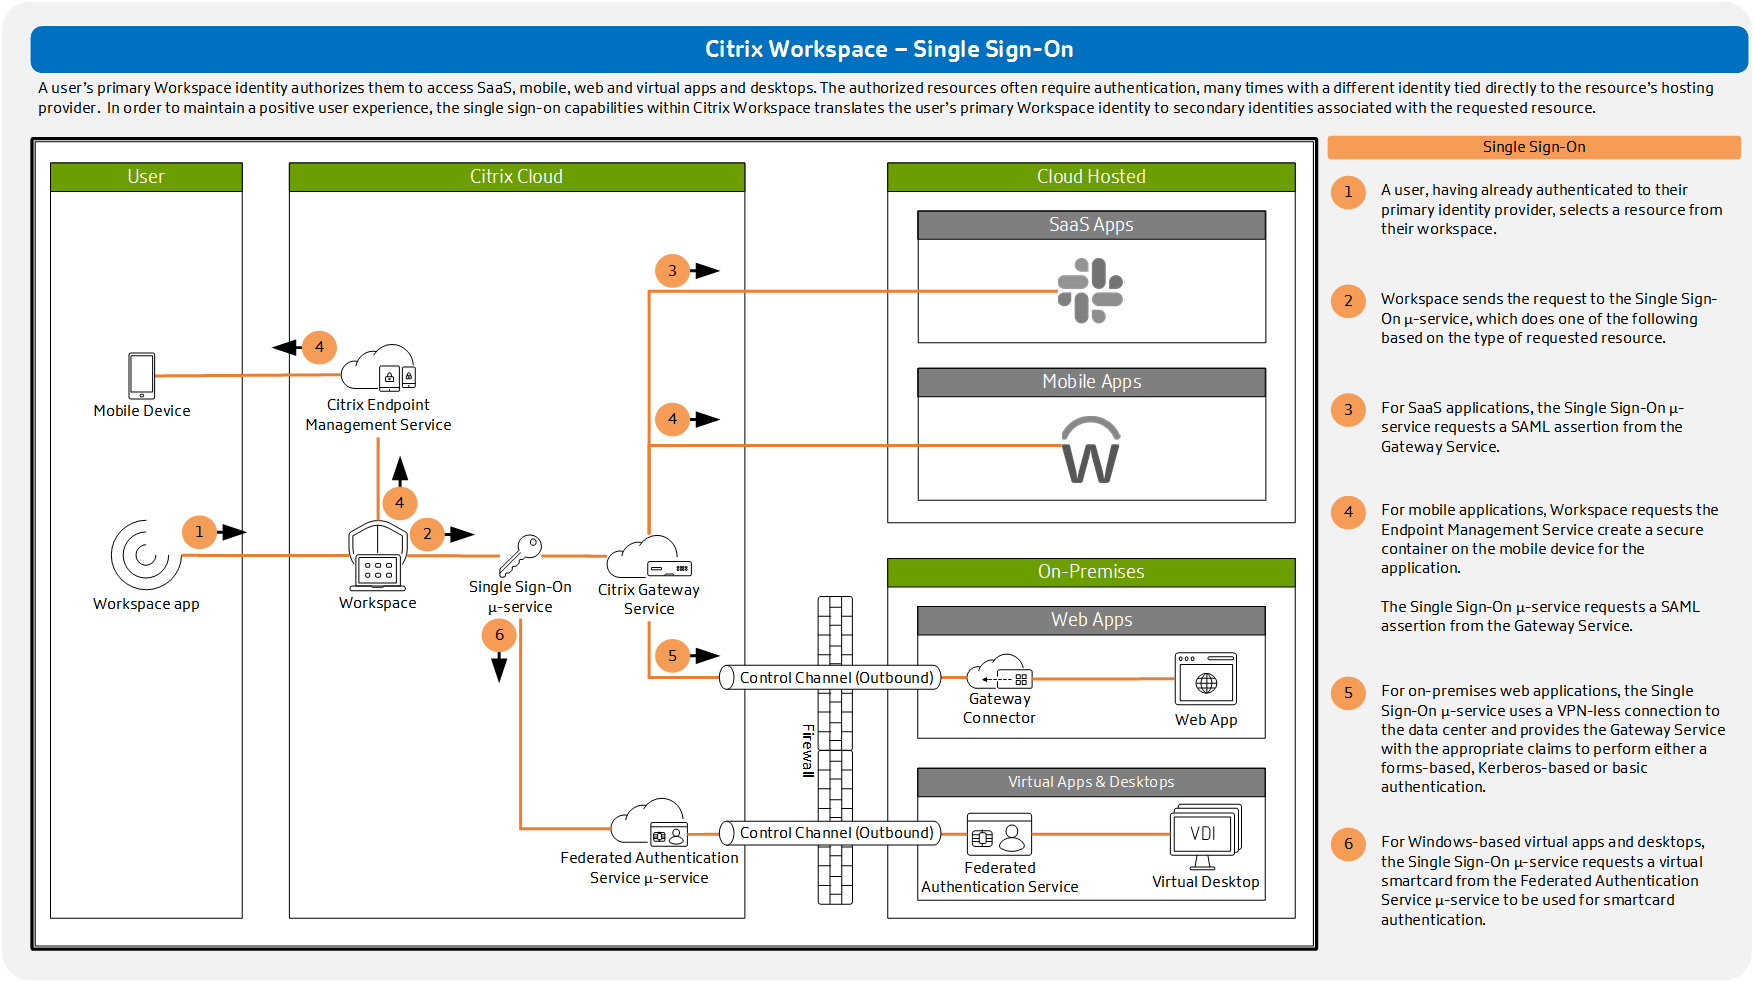 Citrix Workspace – Single Sign-On
A user's primary Workspace identity authorizes them to access SaaS, mobile, web and virtual apps and desktops. The authorized resources often require authentication, many times with a different identity tied directly to the resource's hosting
provider.  In order to maintain a positive user experience, the single sign-on capabilities within Citrix Workspace translates the user's primary Workspace identity to secondary identities associated with the requested resource.
User
Citrix Cloud
Cloud Hosted
SaaS Apps
3
4
Mobile Apps
Mobile Device
Citrix Endpoint
Management Service
4
W
4
1
2
Workspace app
Workspace
Single Sign-On
µ-service
Citrix Gateway
Service
6
5
On-Premises
Web Apps
Control Channel (Outbound)
Gateway
Connector
Web App
Firewall
Virtual Apps & Desktops
Control Channel (Outbound)
VDI
Federated Authentication
Service µ-service
Federated
Authentication Service
Virtual Desktop
Single Sign-On
1
A user, having already authenticated to their
primary identity provider, selects a resource from
their workspace.
2
Workspace sends the request to the Single Sign-
On µ-service, which does one of the following
based on the type of requested resource.
3
For SaaS applications, the Single Sign-On µ-
service requests a SAML assertion from the
Gateway Service.
4
For mobile applications, Workspace requests the
Endpoint Management Service create a secure
container on the mobile device for the
application.
The Single Sign-On µ-service requests a SAML
assertion from the Gateway Service.
5
For on-premises web applications, the Single
Sign-On µ-service uses a VPN-less connection to
the data center and provides the Gateway Service
with the appropriate claims to perform either a
forms-based, Kerberos-based or basic
authentication.
6
For Windows-based virtual apps and desktops,
the Single Sign-On µ-service requests a virtual
smartcard from the Federated Authentication
Service µ-service to be used for smartcard
authentication.